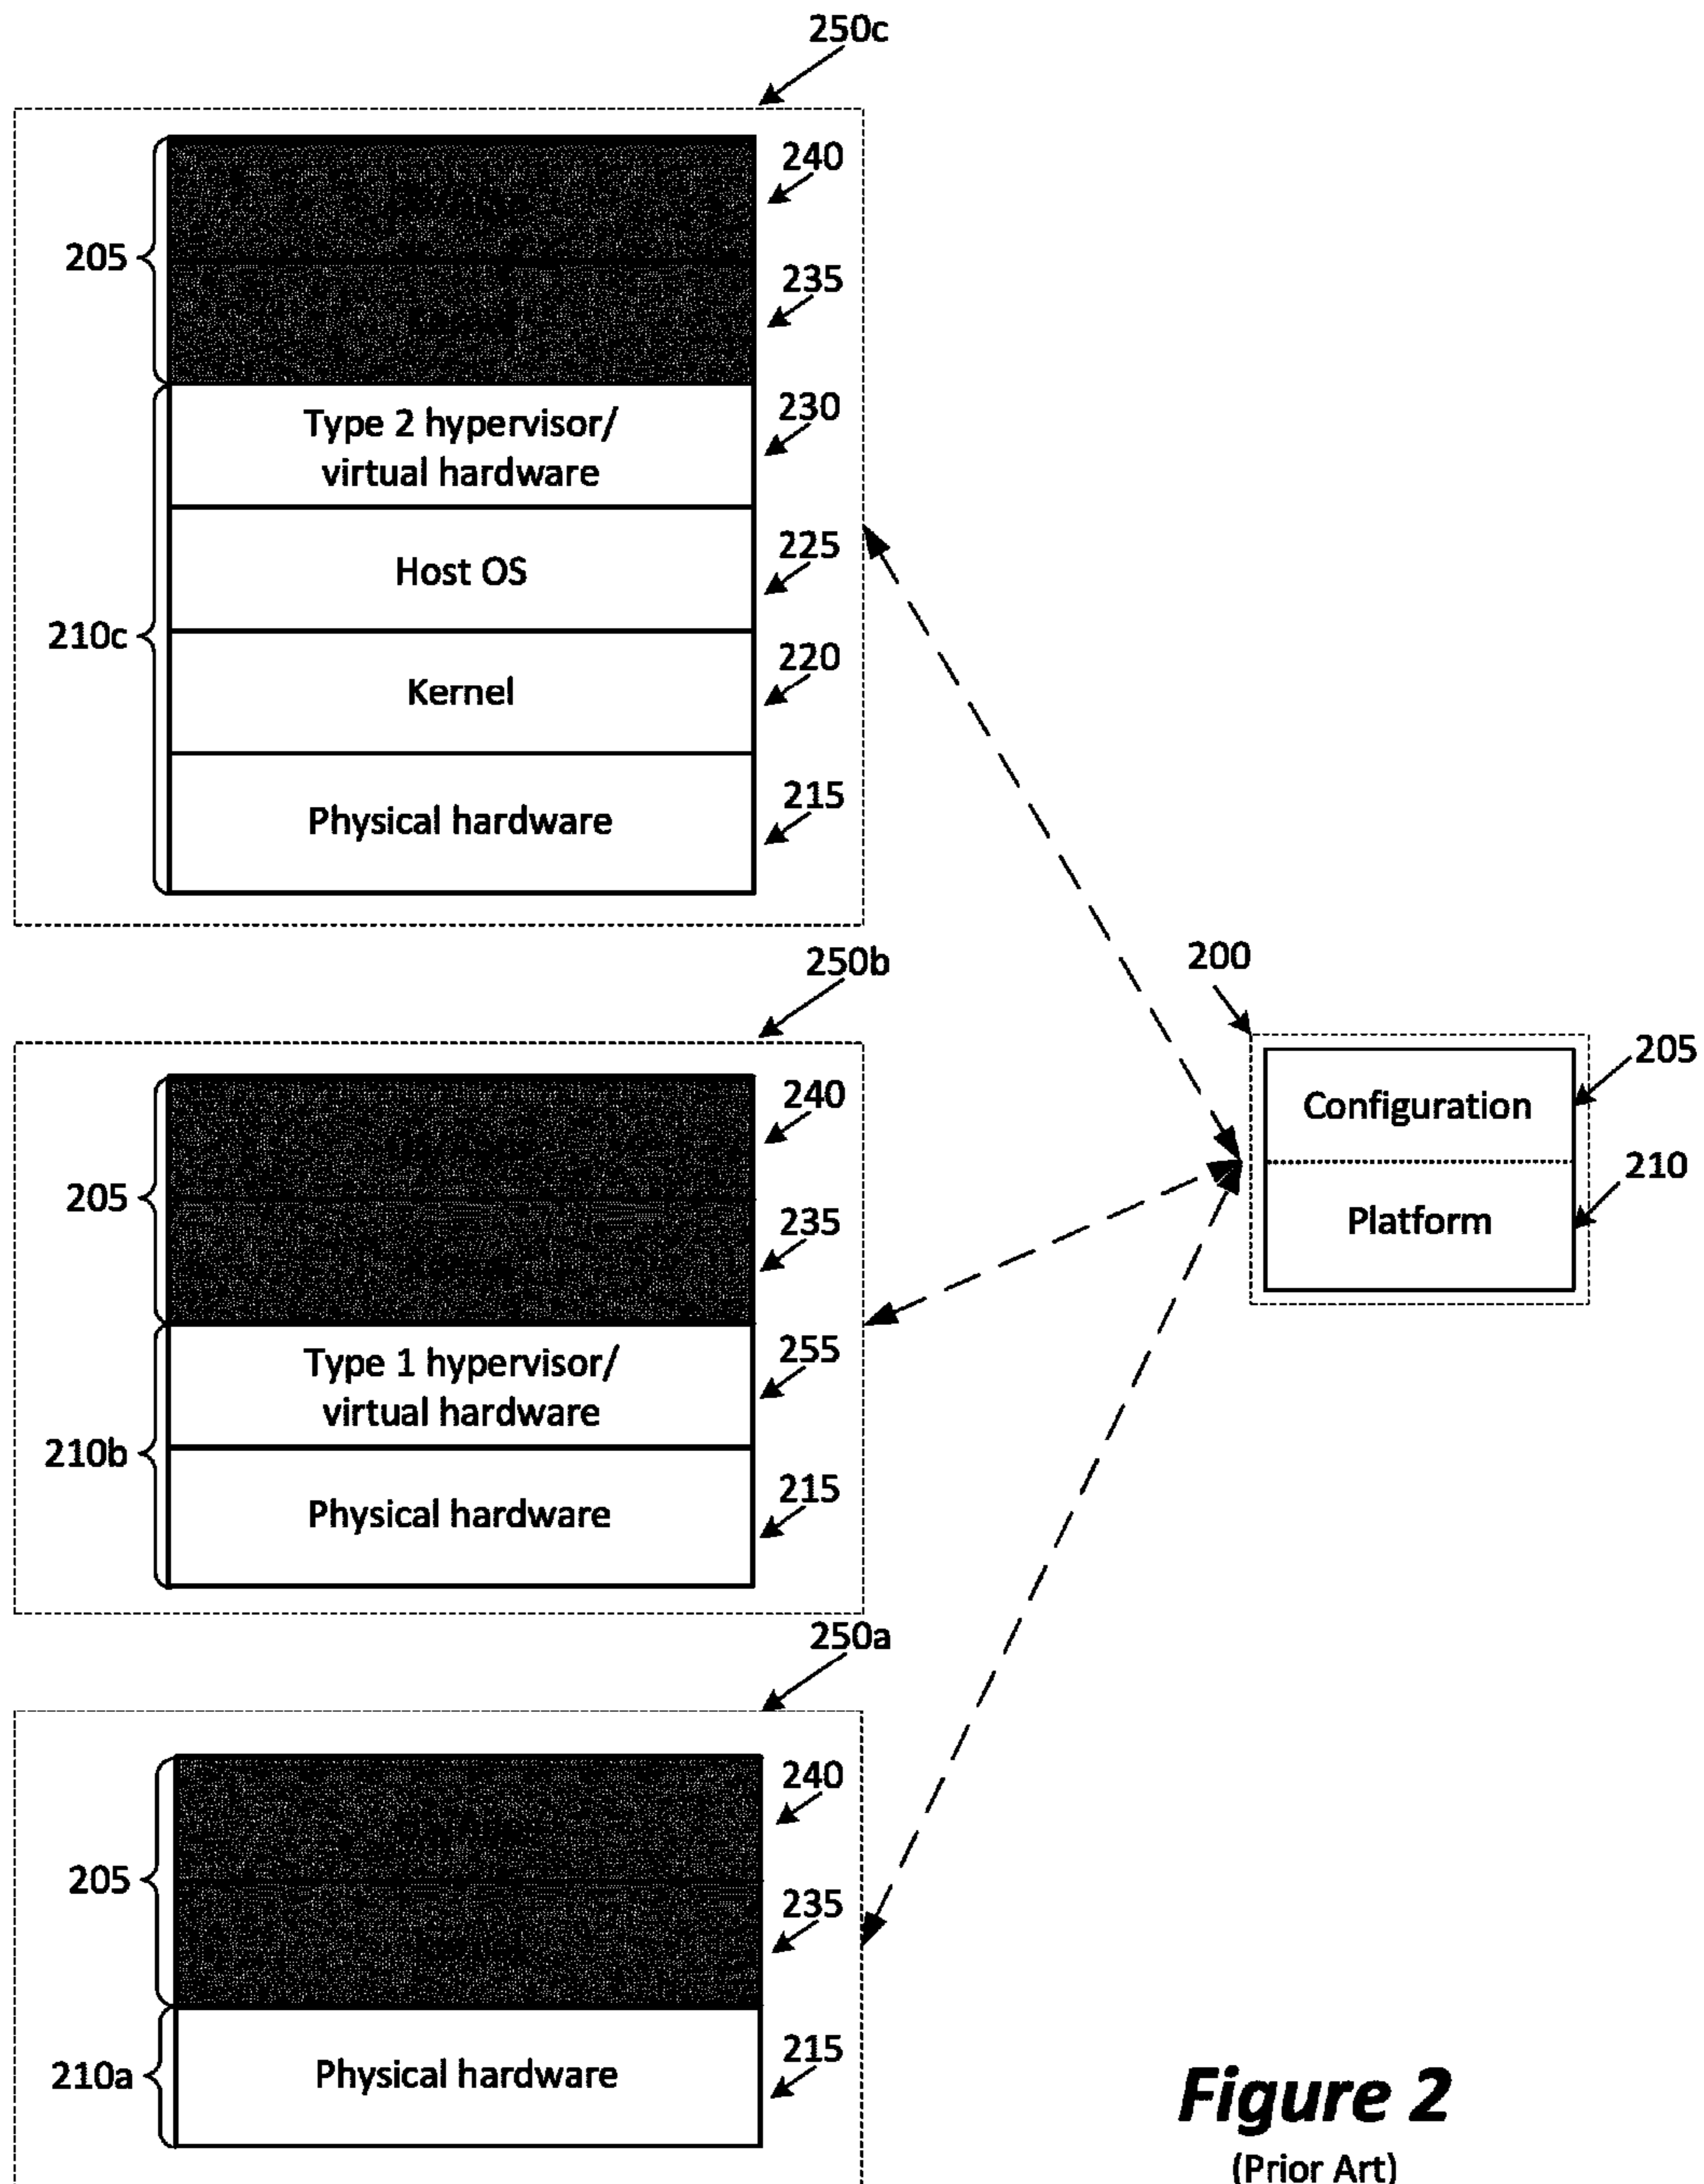 250c
240
205
235
Type 2 hypervisor/
virtual hardware
230
Host OS
225
210c
Kernel
220
Physical hardware
215
250b
240
205
235
Type 1 hypervisor/
virtual hardware
255
210b
Physical hardware
215
250a
240
205
235
210a
Physical hardware
215
200
Configuration
205
Platform
210
Figure 2
(Prior Art)